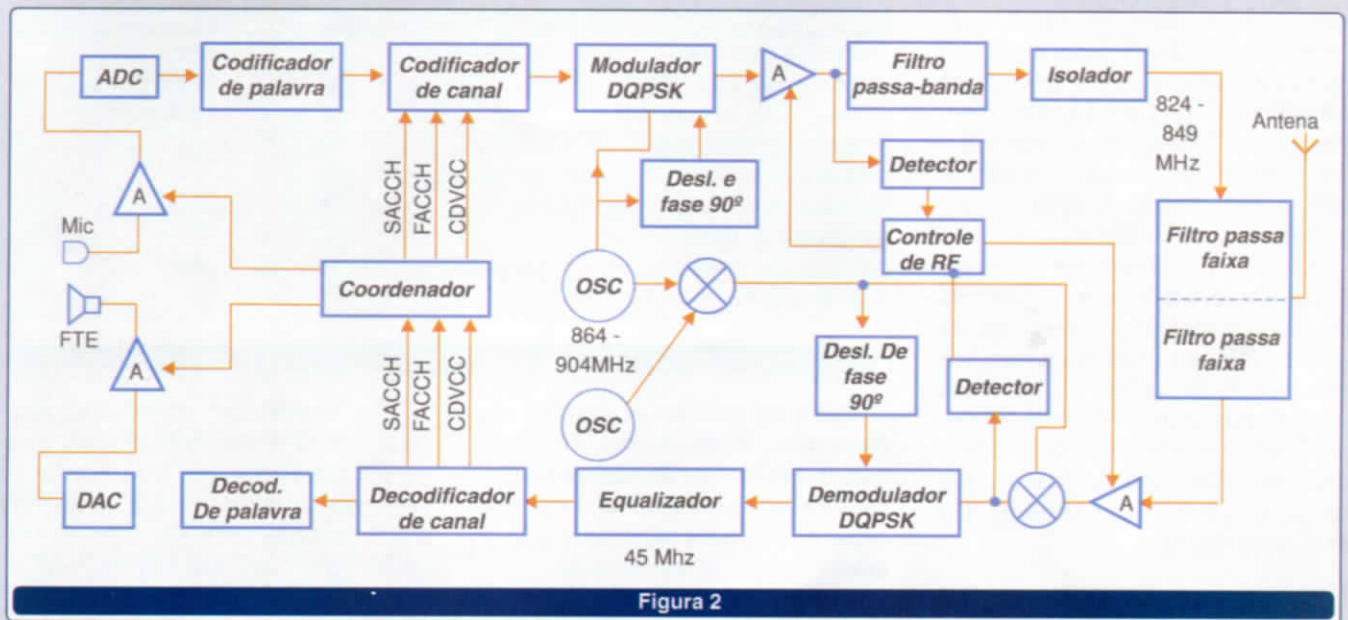 ADC
Codificador
de palavra
Codificador
de canal
Modulador
DQPSK
A
Filtro
passa-banda
Isolador
824 -
849
MHz
Antena
A
Mic
FTE
A
SACCH
FACCH
CDVCC
Desl. e
fase 90º
Detector
Controle
de RF
Filtro passa
faixa
Filtro passa
faixa
Coordenador
OSC
864 -
904MHz
OSC
SACCH
FACCH
CDVCC
Desl. De
fase
90º
Detector
DAC
Decod.
De palavra
Decodificador
de canal
Equalizador
45 Mhz
Demodulador
DQPSK
A
Figura 2